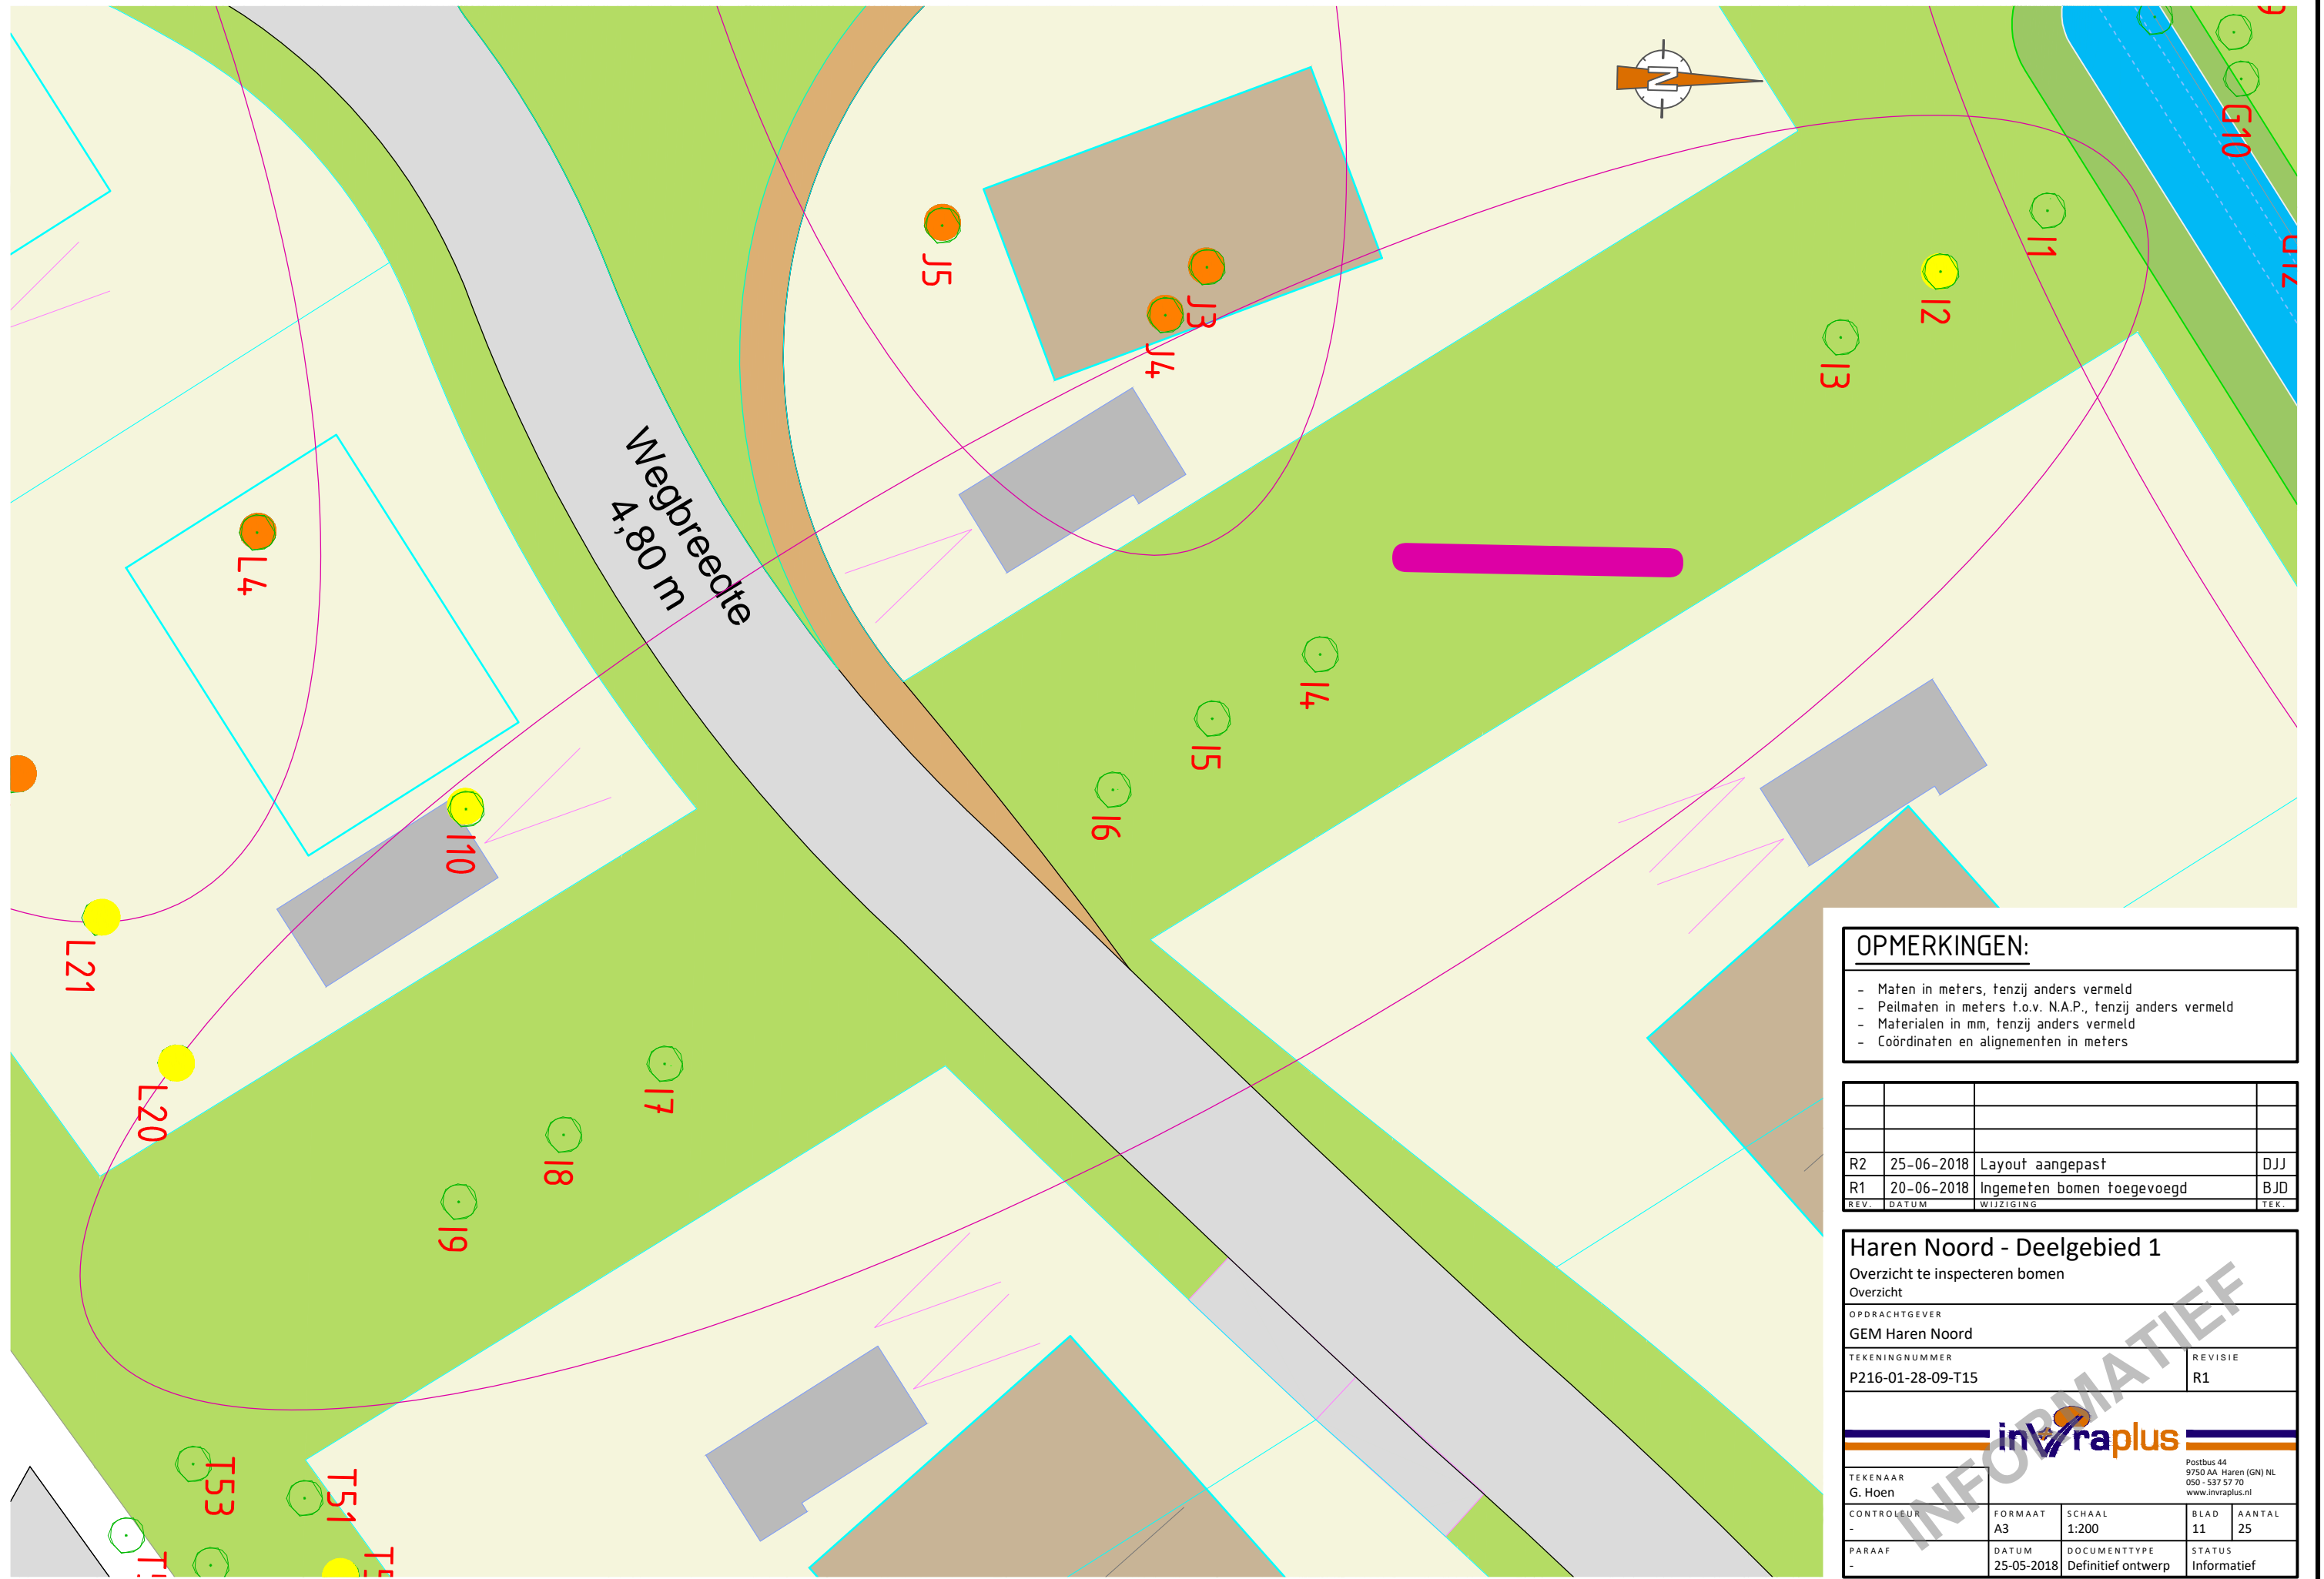 G10
I1
I2
I3
J5
J3
J4
N
Wegbreedte
4,80 m
L4
I4
I5
I6
I10
L21
L20
I7
I8
I9
T53
T51
OPMERKINGEN:
- Maten in meters, tenzij anders vermeld
- Peilmaten in meters t.o.v. N.A.P., tenzij anders vermeld
- Materialen in mm, tenzij anders vermeld
- Coördinaten en alignementen in meters
R2 25-06-2018 Layout aangepast DJJ
R1 20-06-2018 Ingemeten bomen toegevoegd BJD
REV. DATUM WIJZIGING TEK.
Haren Noord - Deelgebied 1
Overzicht te inspecteren bomen
Overzicht
OPDRACHTGEVER
GEM Haren Noord
TEKENINGNUMMER REVISIE
P216-01-28-09-T15 R1
invraplus
Postbus 44
9750 AA Haren (GN) NL
050 - 537 57 70
www.invraplus.nl
TEKENAAR
G. Hoen
CONTROLEUR FORMAAT SCHAAL BLAD AANTAL
- A3 1:200 11 25
PARAAF DATUM DOCUMENTTYPE STATUS
- 25-05-2018 Definitief ontwerp Informatief
INFORMATIEF